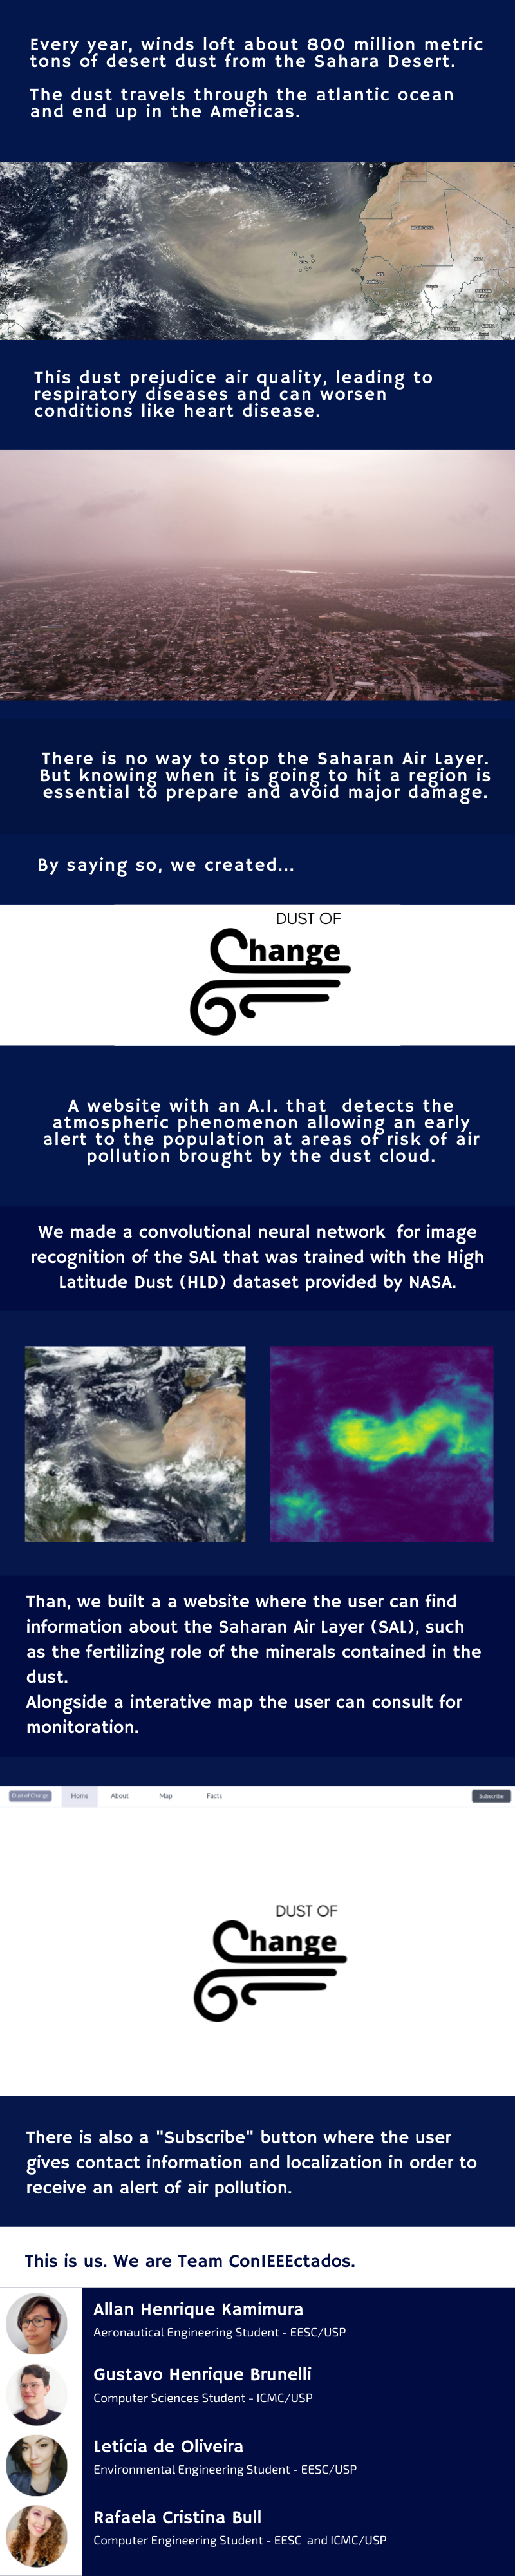 Every year, winds loft about 800 million metric
tons of desert dust from the Sahara Desert.
The dust travels through the atlantic ocean
and end up in the Americas.
This dust prejudice air quality, leading to
respiratory diseases and can worsen
conditions like heart disease.
There is no way to stop the Saharan Air Layer.
But knowing when it is going to hit a region is
essential to prepare and avoid major damage.
By saying so, we created...
DUST OF
Change
A website with an A.I. that detects the
atmospheric phenomenon allowing an early
alert to the population at areas of risk of air
pollution brought by the dust cloud.
We made a convolutional neural network for image
recognition of the SAL that was trained with the High
Latitude Dust (HLD) dataset provided by NASA.
Than, we built a a website where the user can find
information about the Saharan Air Layer (SAL), such
as the fertilizing role of the minerals contained in the
dust.
Alongside a interative map the user can consult for
monitoration.
Dust of Change Home About Map Facts Subscribe
DUST OF
Change
There is also a "Subscribe" button where the user
gives contact information and localization in order to
receive an alert of air pollution.
This is us. We are Team ConIEEEctados.
Allan Henrique Kamimura
Aeronautical Engineering Student - EESC/USP
Gustavo Henrique Brunelli
Computer Sciences Student - ICMC/USP
Letícia de Oliveira
Environmental Engineering Student - EESC/USP
Rafaela Cristina Bull
Computer Engineering Student - EESC and ICMC/USP